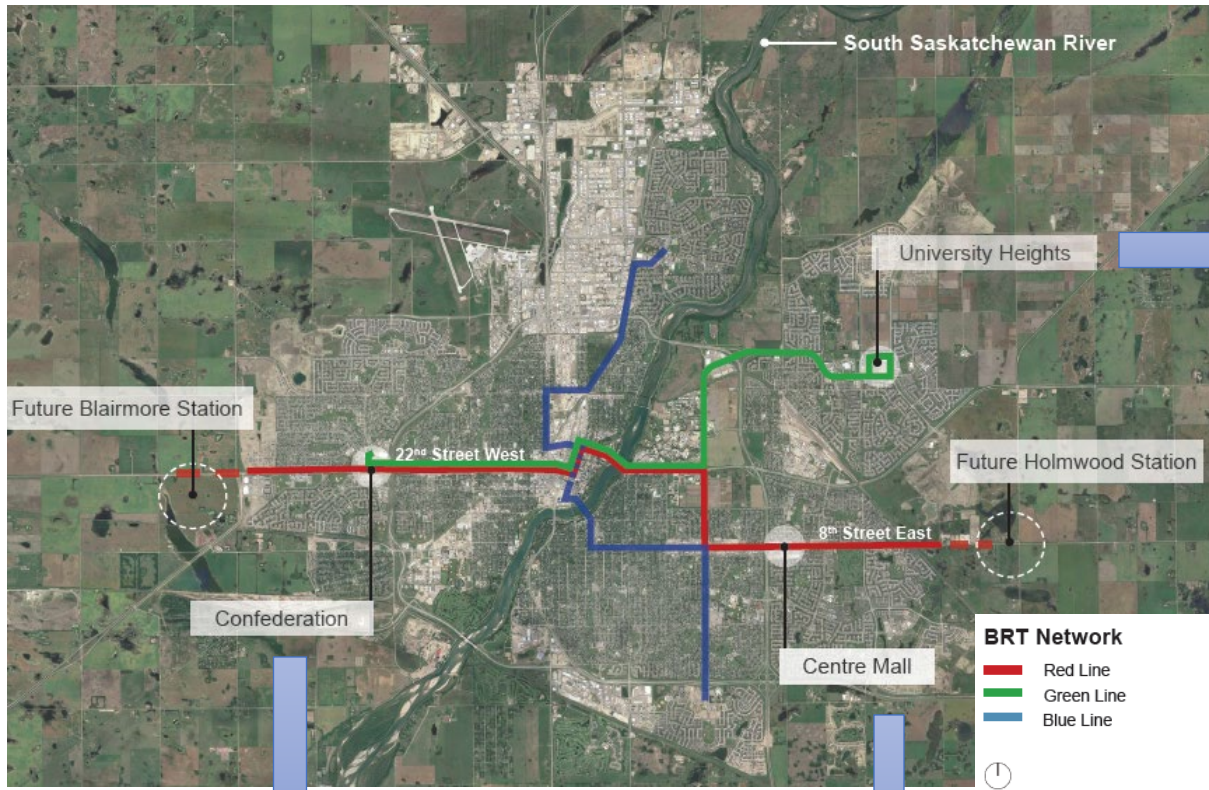 South Saskatchewan River
University Heights
Future Blairmore Station
22nd Street West
Future Holmwood Station
8th Street East
Confederation
Centre Mall
BRT Network
Red Line
Green Line
Blue Line